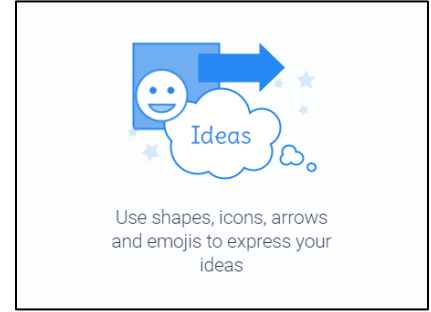 Ideas
Use shapes, icons, arrows
and emojis to express your
ideas